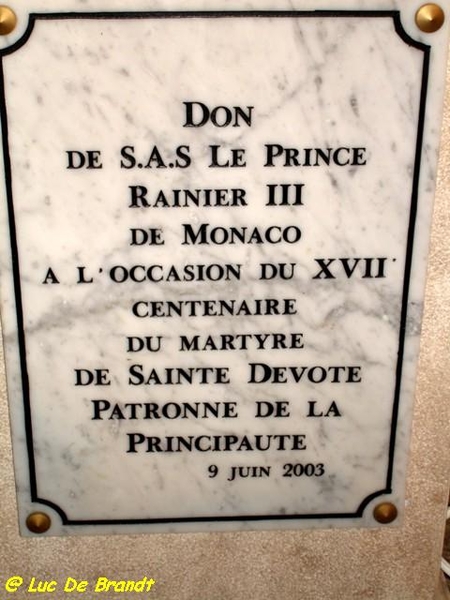 DON
DE S.A.S LE PRINCE
RAINIER III
DE MONACO
A L'OCCASION DU XVII
CENTENAIRE
DU MARTYRE
DE SAINTE DEVOTE
PATRONNE DE LA
PRINCIPAUTE
9 JUIN 2003
@ Luc De Brandt